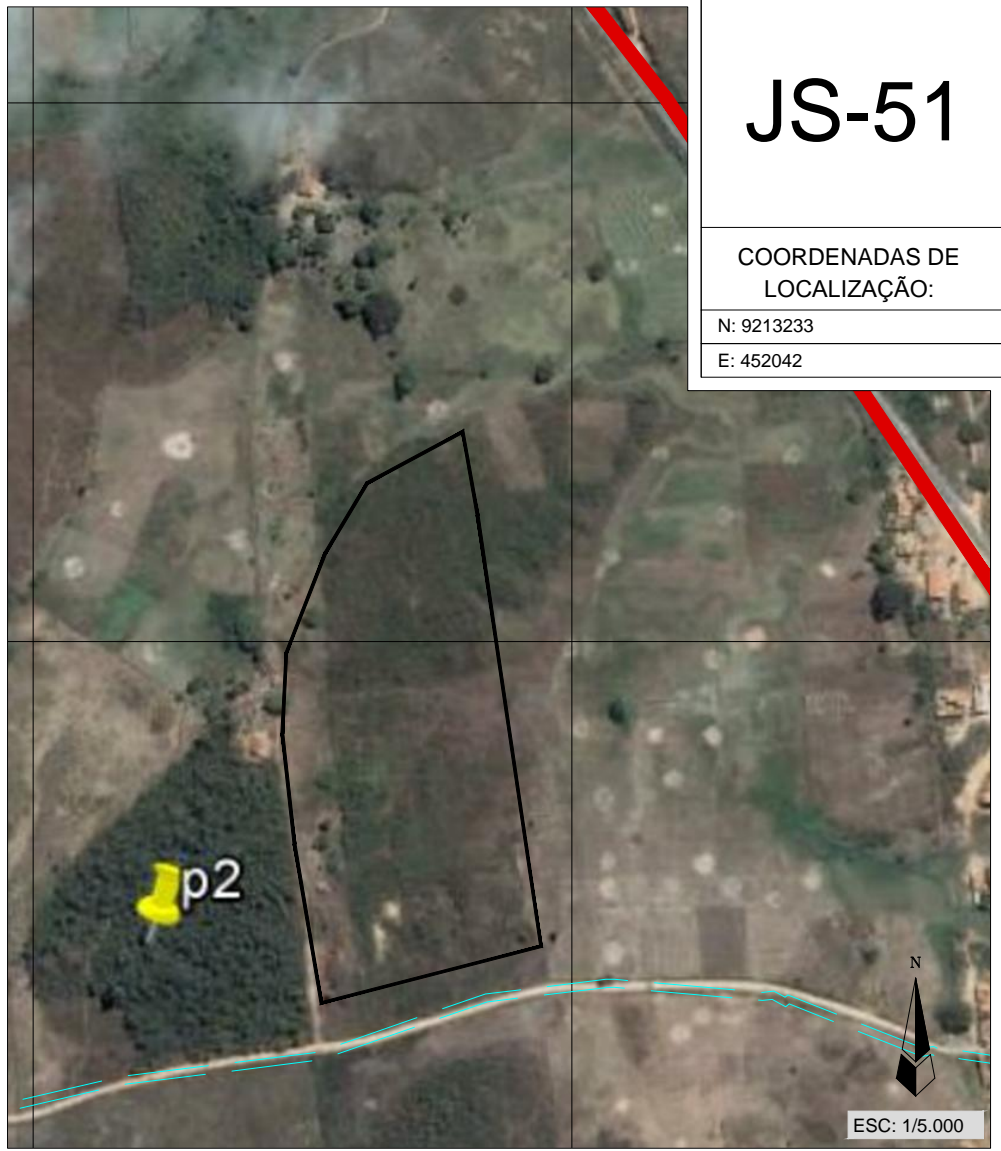 JS-51
COORDENADAS DE
LOCALIZAÇÃO:
N: 9213233
E: 452042
p2
N
ESC: 1/5.000